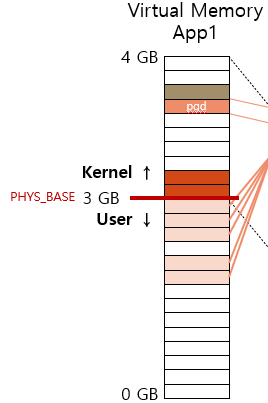 Virtual Memory
App1
4 GB
pgd
Kernel ↑
PHYS_BASE 3 GB
User ↓
0 GB